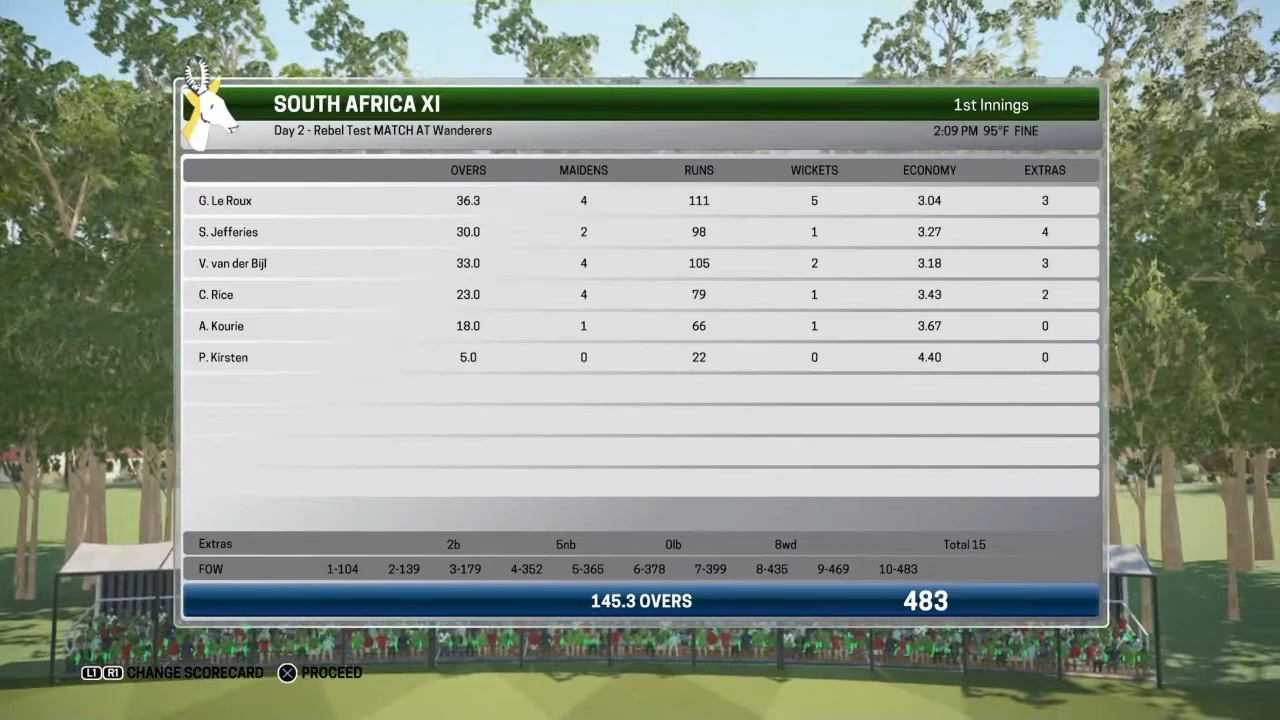 SOUTH AFRICA XI 1st Innings
Day 2 - Rebel Test MATCH AT Wanderers 2:09 PM 95°F FINE
OVERS MAIDENS RUNS WICKETS ECONOMY EXTRAS
G. Le Roux 36.3 4 111 5 3.04 3
S. Jefferies 30.0 2 98 1 3.27 4
V. van der Bijl 33.0 4 105 2 3.18 3
C. Rice 23.0 4 79 1 3.43 2
A. Kourie 18.0 1 66 1 3.67 0
P. Kirsten 5.0 0 22 0 4.40 0
Extras 2b 5nb 0lb 8wd Total 15
FOW 1-104 2-139 3-179 4-352 5-365 6-378 7-399 8-435 9-469 10-483
145.3 OVERS 483
L1 R1 CHANGE SCORECARD PROCEED